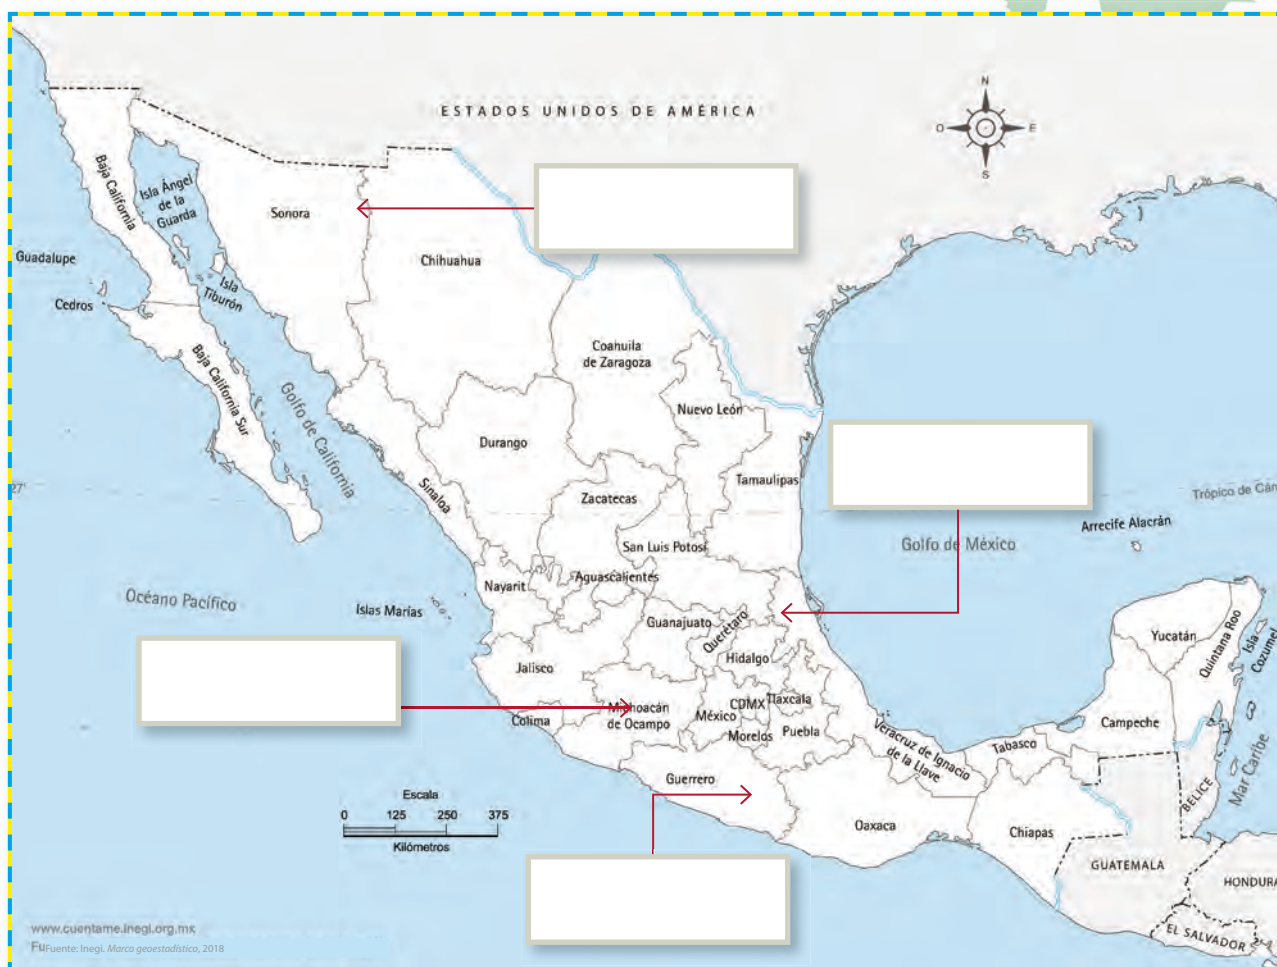 ESTADOS UNIDOS DE AMÉRICA
N
O
E
S
Baja California
Isla Ángel
de la
Guarda
Sonora
Chihuahua
Guadalupe
Cedros
Isla
Tiburón
Coahuila
de Zaragoza
Baja California Sur
Golfo de California
Nuevo León
Durango
Tamaulipas
27°
Sinaloa
Zacatecas
Trópico de Cán
Arrecife Alacrán
Golfo de México
San Luis Potosí
Nayarit
Aguascalientes
Océano Pacífico
Islas Marías
Guanajuato
Querétaro
Hidalgo
Yucatán
Quintana Roo
Isla
Cozumel
Jalisco
Michoacán
de Ocampo
Colima
México
CDMX
Tlaxcala
Morelos
Puebla
Veracruz de Ignacio
de la Llave
Tabasco
Campeche
Mar Caribe
BELICE
Guerrero
Oaxaca
Chiapas
GUATEMALA
HONDURA
EL SALVADOR
Escala
0 125 250 375
Kilómetros
www.cuentame.inegi.org.mx
FuFuente: Inegi. Marco geoestadístico, 2018